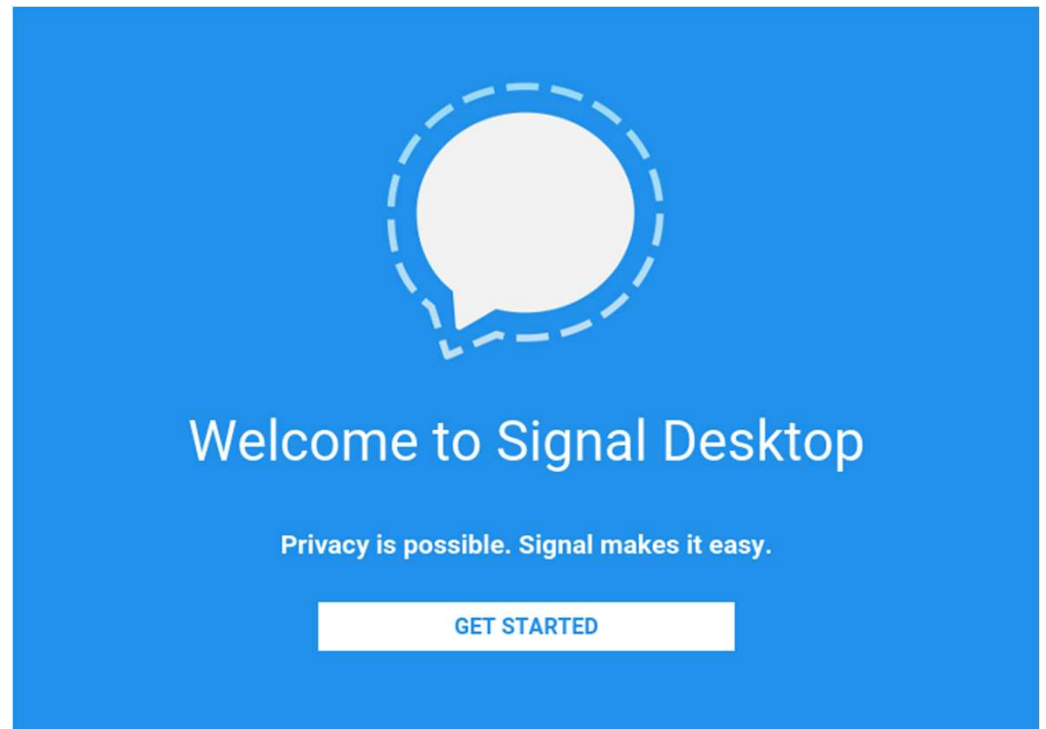 Welcome to Signal Desktop
Privacy is possible. Signal makes it easy.
GET STARTED